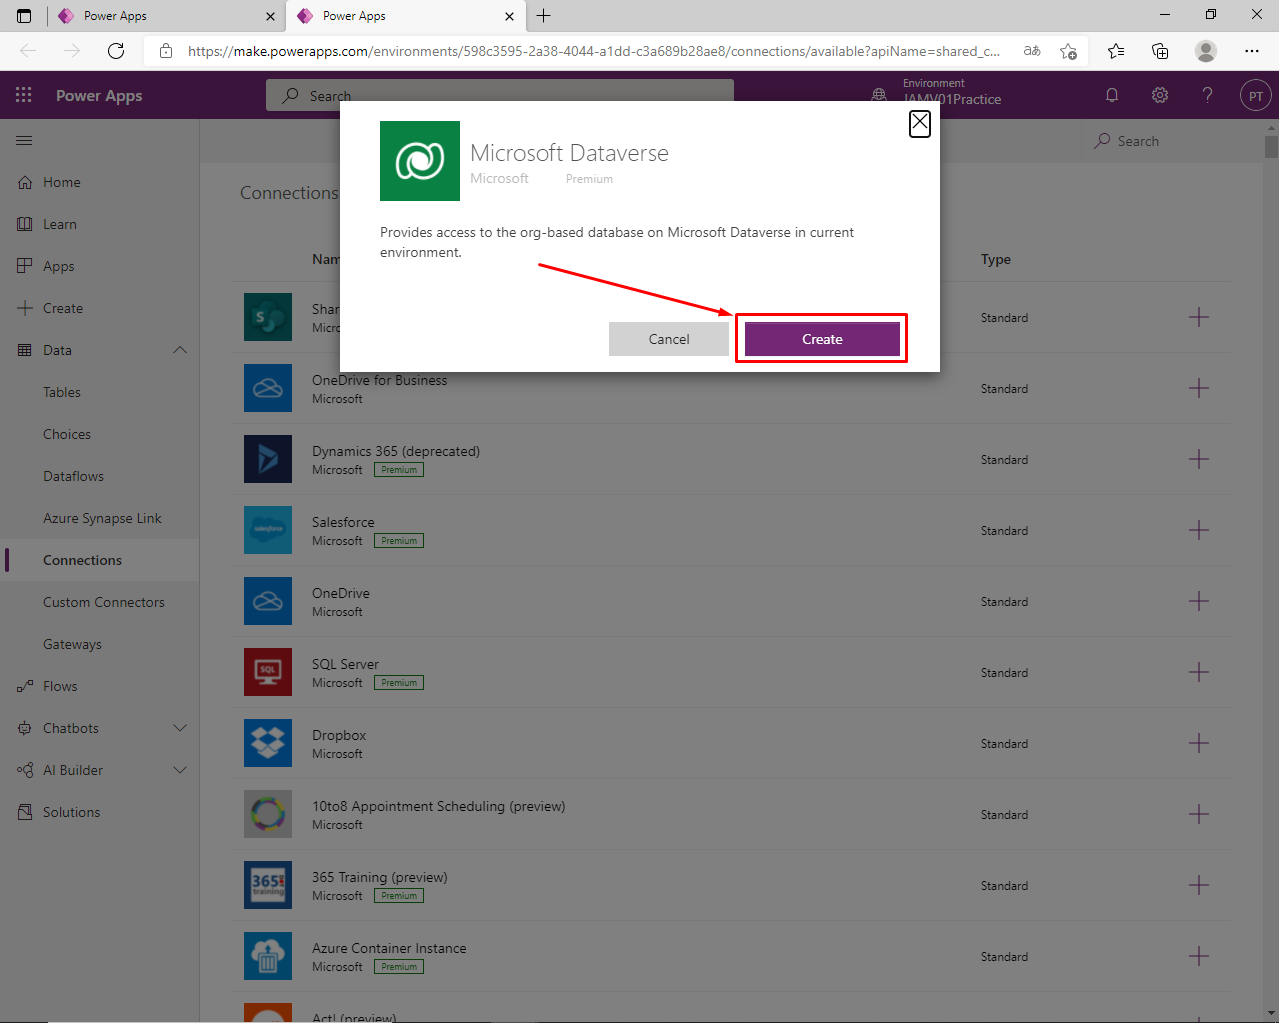 Power Apps
Power Apps
https://make.powerapps.com/environments/598c3595-2a38-4044-a1dd-c3a689b28ae8/connections/available?apiName=shared_c...
Power Apps
Search
Environment
JAMV01Practice
PT
Search
Home
Learn
Apps
Create
Data
Tables
Choices
Dataflows
Azure Synapse Link
Connections
Custom Connectors
Gateways
Flows
Chatbots
AI Builder
Solutions
Connections
Microsoft Dataverse
Microsoft Premium
Provides access to the org-based database on Microsoft Dataverse in current
environment.
Cancel Create
Type
Standard
OneDrive for Business
Microsoft
Standard
Dynamics 365 (deprecated)
Microsoft Premium
Standard
salesforce
Salesforce
Microsoft Premium
Standard
OneDrive
Microsoft
Standard
SQL
SQL Server
Microsoft Premium
Standard
Dropbox
Microsoft
Standard
10to8 Appointment Scheduling (preview)
Microsoft
Standard
365 training
365 Training (preview)
Microsoft Premium
Standard
Azure Container Instance
Microsoft Premium
Standard
Act! (preview)